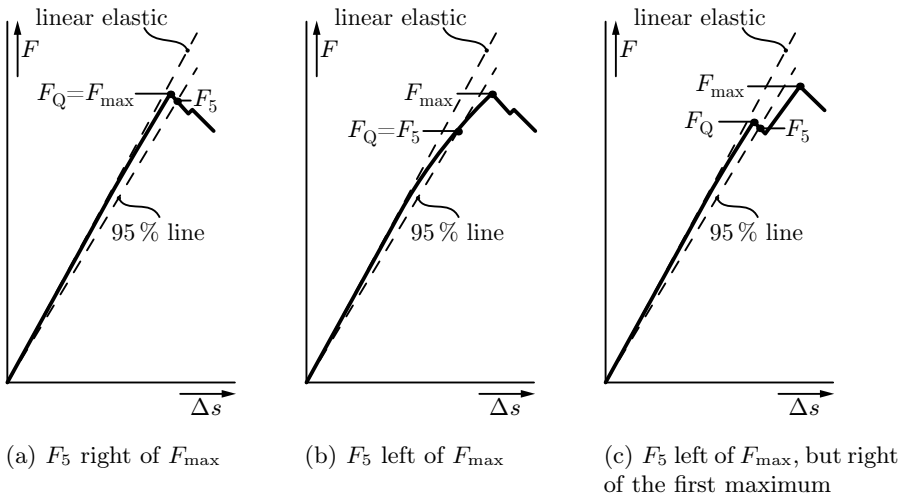 linear elastic
F
F_Q=F_max
F_5
95 % line
Δs
(a) F_5 right of F_max
linear elastic
F
F_max
F_Q=F_5
95 % line
Δs
(b) F_5 left of F_max
linear elastic
F
F_max
F_Q
F_5
95 % line
Δs
(c) F_5 left of F_max, but right
of the first maximum